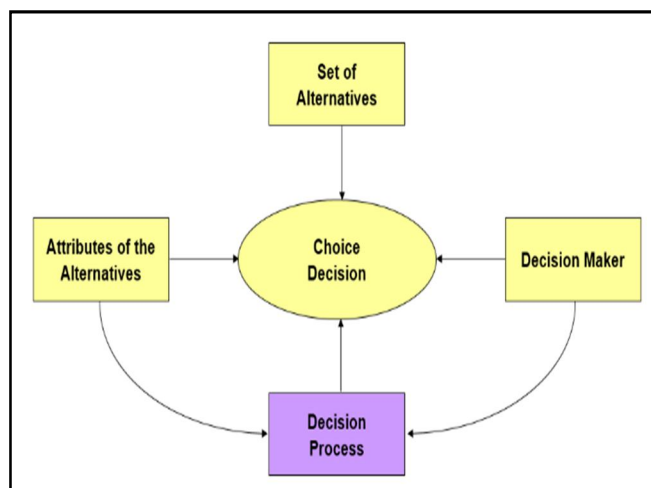 Set of
Alternatives
Attributes of the
Alternatives
Choice
Decision
Decision Maker
Decision
Process